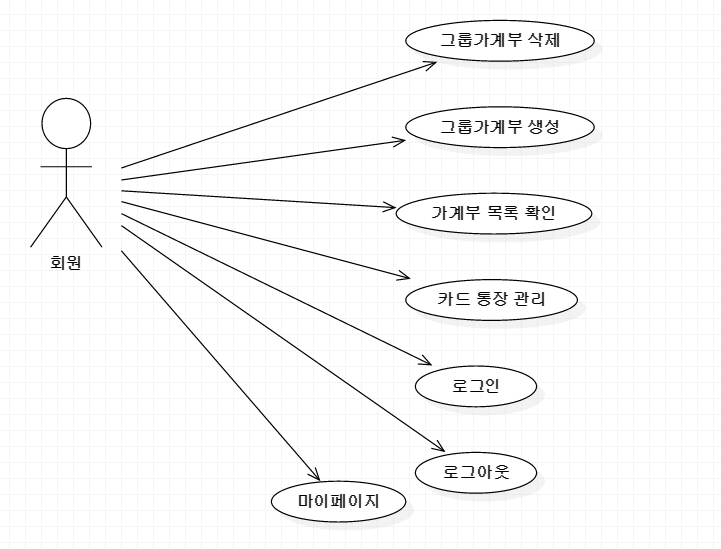 그룹가계부 삭제
그룹가계부 생성
가계부 목록 확인
회원
카드 통장 관리
로그인
로그아웃
마이페이지